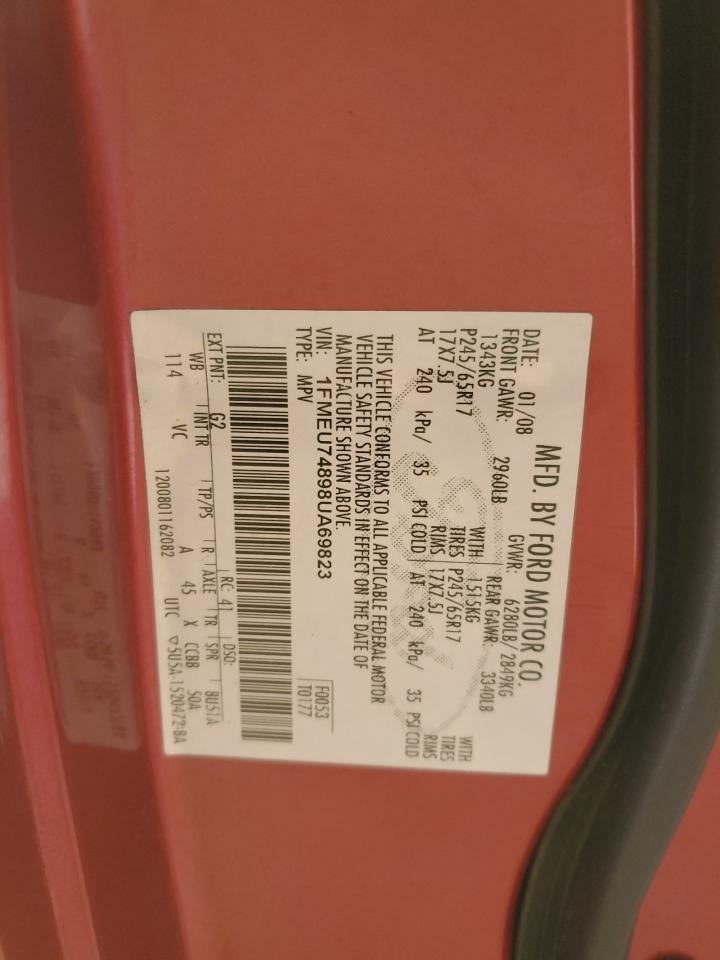 MFD. BY FORD MOTOR CO.
DATE: 01/08 GVWR: 6280LB/2849KG
FRONT GAWR: 2960LB REAR GAWR: 3340LB
1343KG WITH 1515KG WITH
P245/65R17 TIRES P245/65R17 TIRES
17X7.5J RIMS 17X7.5J RIMS
AT 240 kPa/ 35 PSI COLD AT 240 kPa/ 35 PSI COLD
THIS VEHICLE CONFORMS TO ALL APPLICABLE FEDERAL MOTOR
VEHICLE SAFETY STANDARDS IN EFFECT ON THE DATE OF
MANUFACTURE SHOWN ABOVE.
VIN: 1FMEU74898UA69823 F0053
TYPE: MPV T0177
EXT PNT: G2 RC: 41 DSO:
WB INT TR TP/PS R AXLE TR SPR BUS1A
114 VC A 45 X CCBB 50A
1200801162082 UTC ▽5U5A-1520472-BA